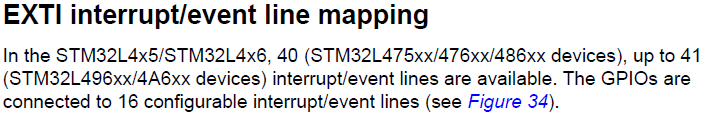 EXTI interrupt/event line mapping
In the STM32L4x5/STM32L4x6, 40 (STM32L475xx/476xx/486xx devices), up to 41
(STM32L496xx/4A6xx devices) interrupt/event lines are available. The GPIOs are
connected to 16 configurable interrupt/event lines (see Figure 34).